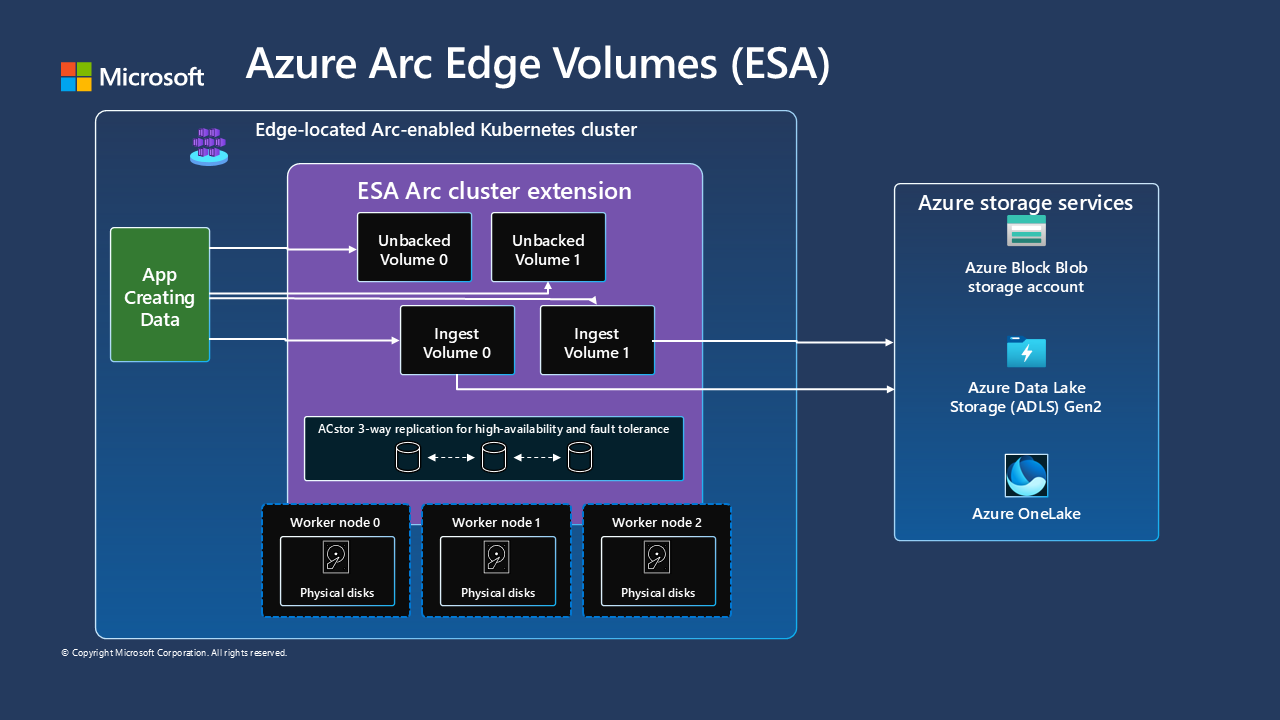 Microsoft
Azure Arc Edge Volumes (ESA)
Edge-located Arc-enabled Kubernetes cluster
ESA Arc cluster extension
App
Creating
Data
Unbacked
Volume 0
Unbacked
Volume 1
Ingest
Volume 0
Ingest
Volume 1
ACstor 3-way replication for high-availability and fault tolerance
Worker node 0
Physical disks
Worker node 1
Physical disks
Worker node 2
Physical disks
Azure storage services
Azure Block Blob
storage account
Azure Data Lake
Storage (ADLS) Gen2
Azure OneLake
© Copyright Microsoft Corporation. All rights reserved.